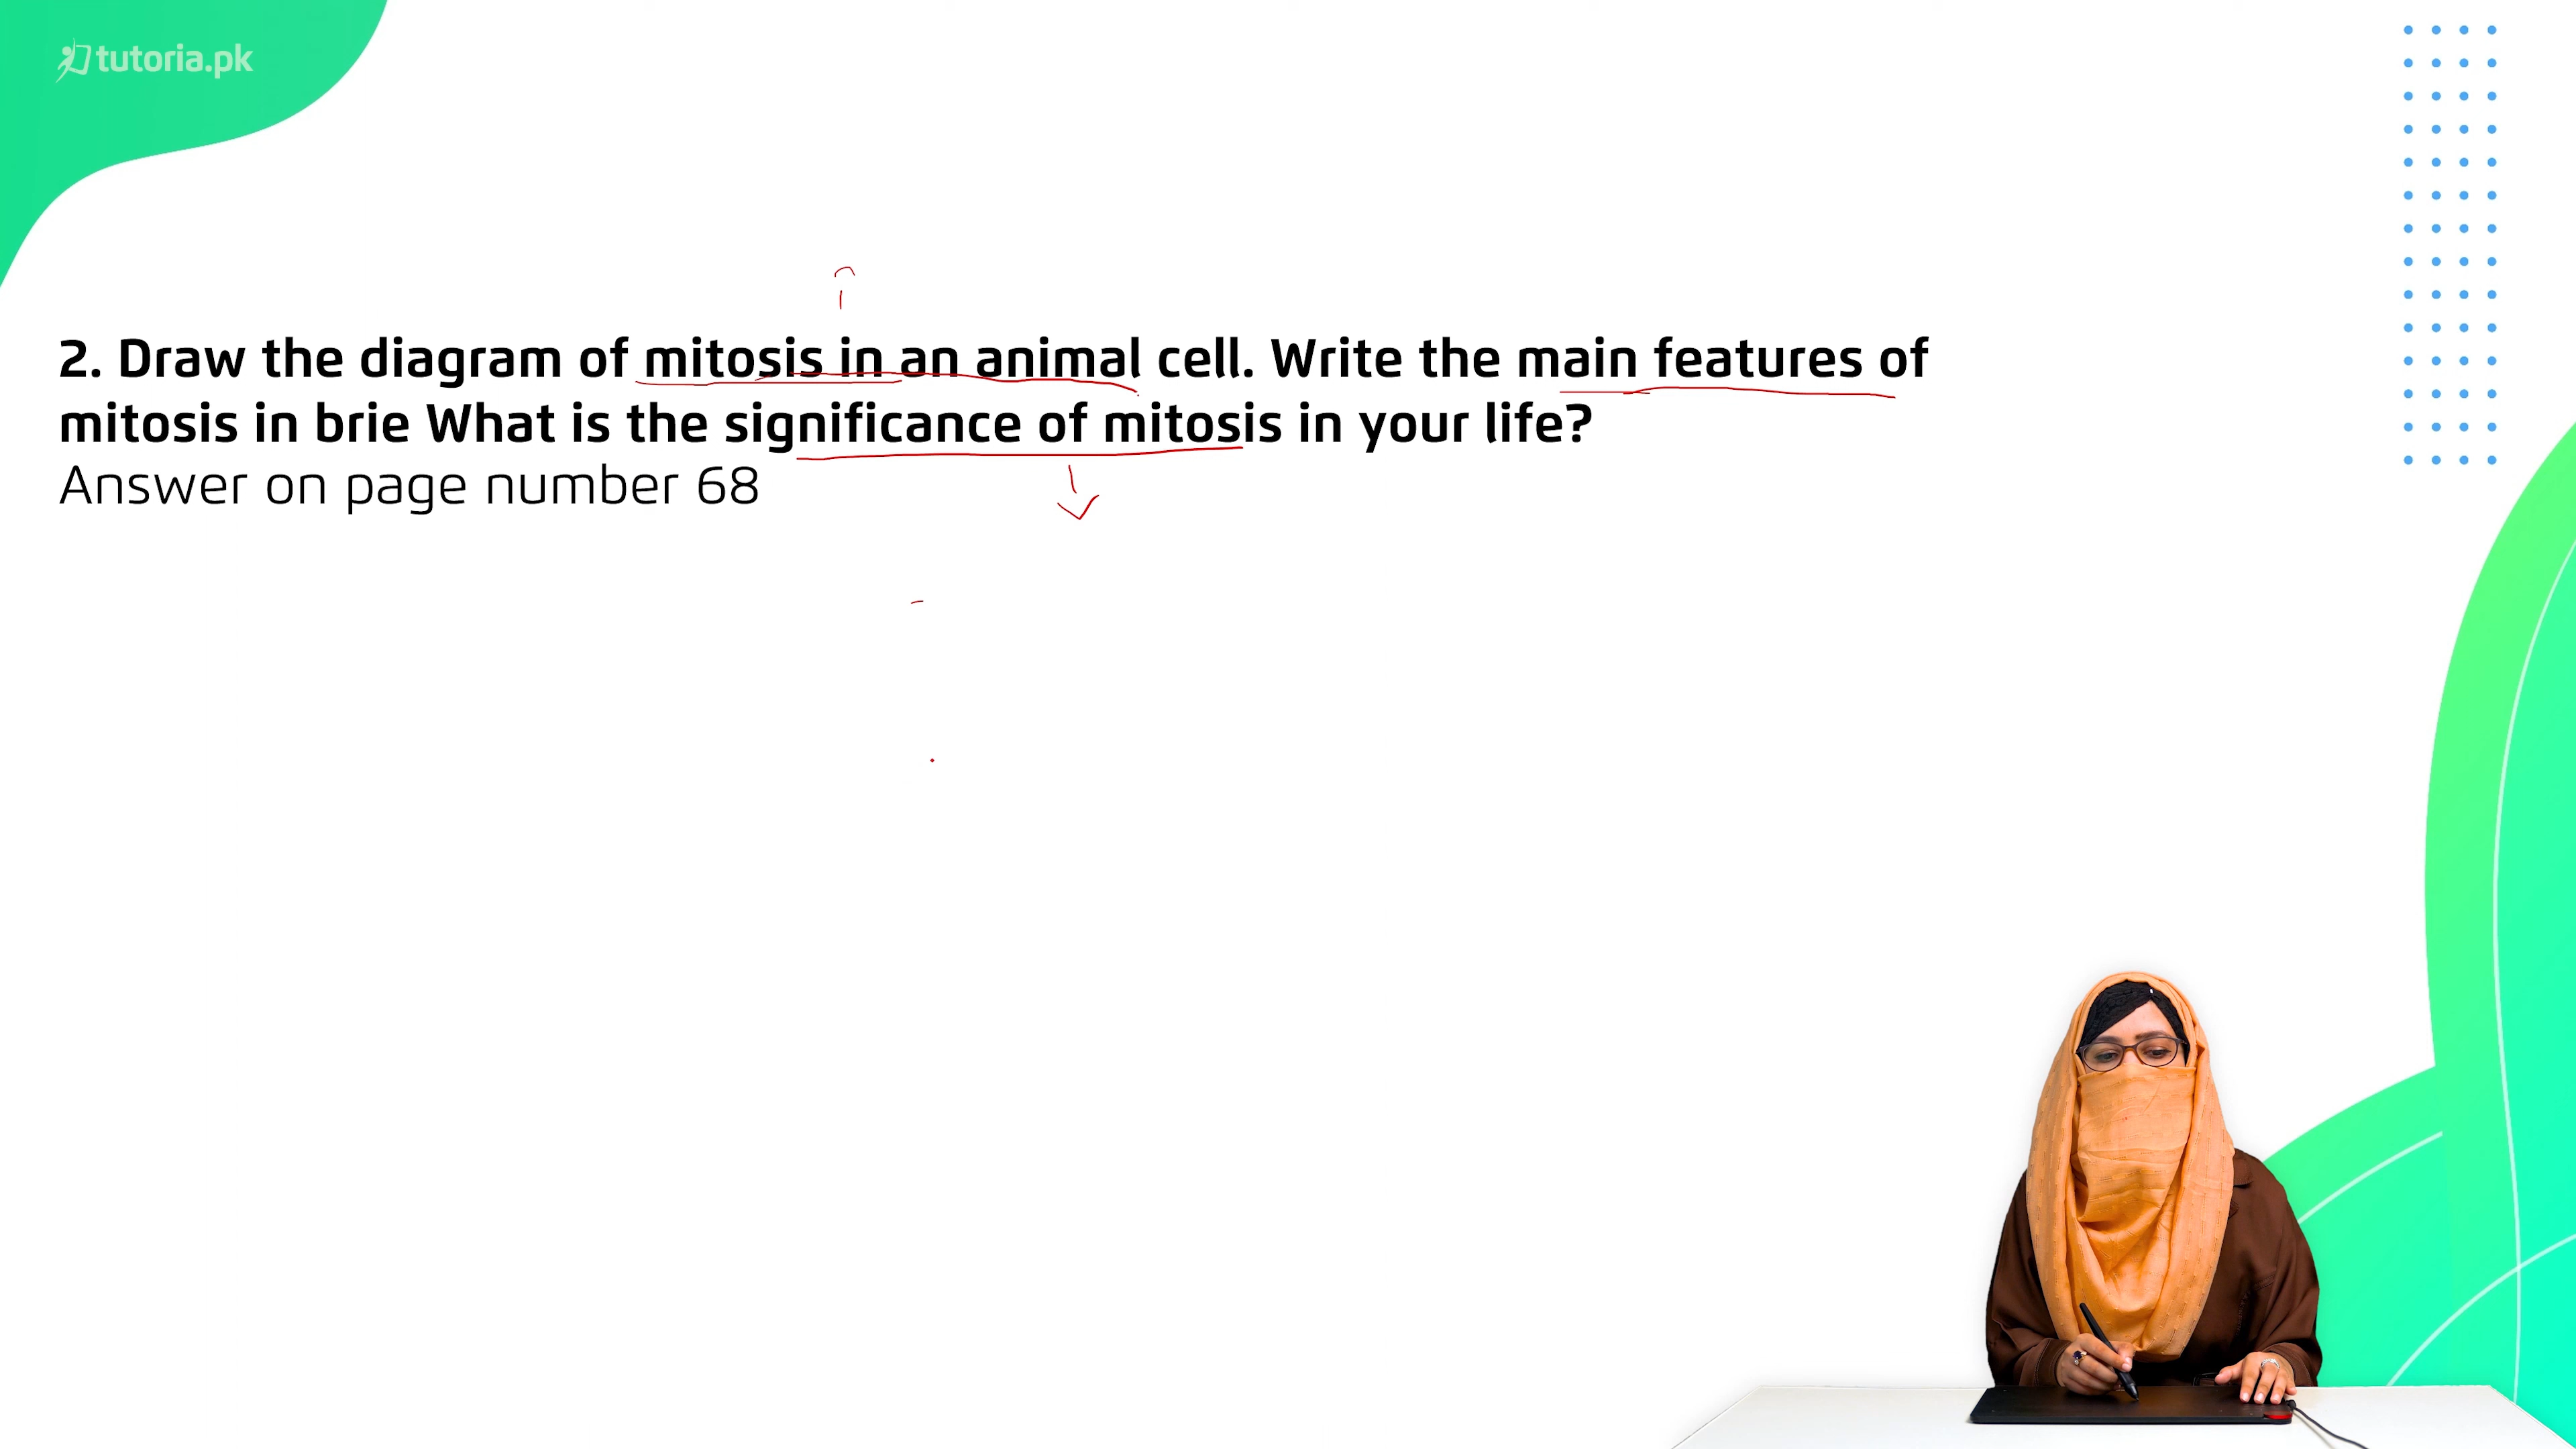 tutoria.pk
2. Draw the diagram of mitosis in an animal cell. Write the main features of
mitosis in brie What is the significance of mitosis in your life?
Answer on page number 68